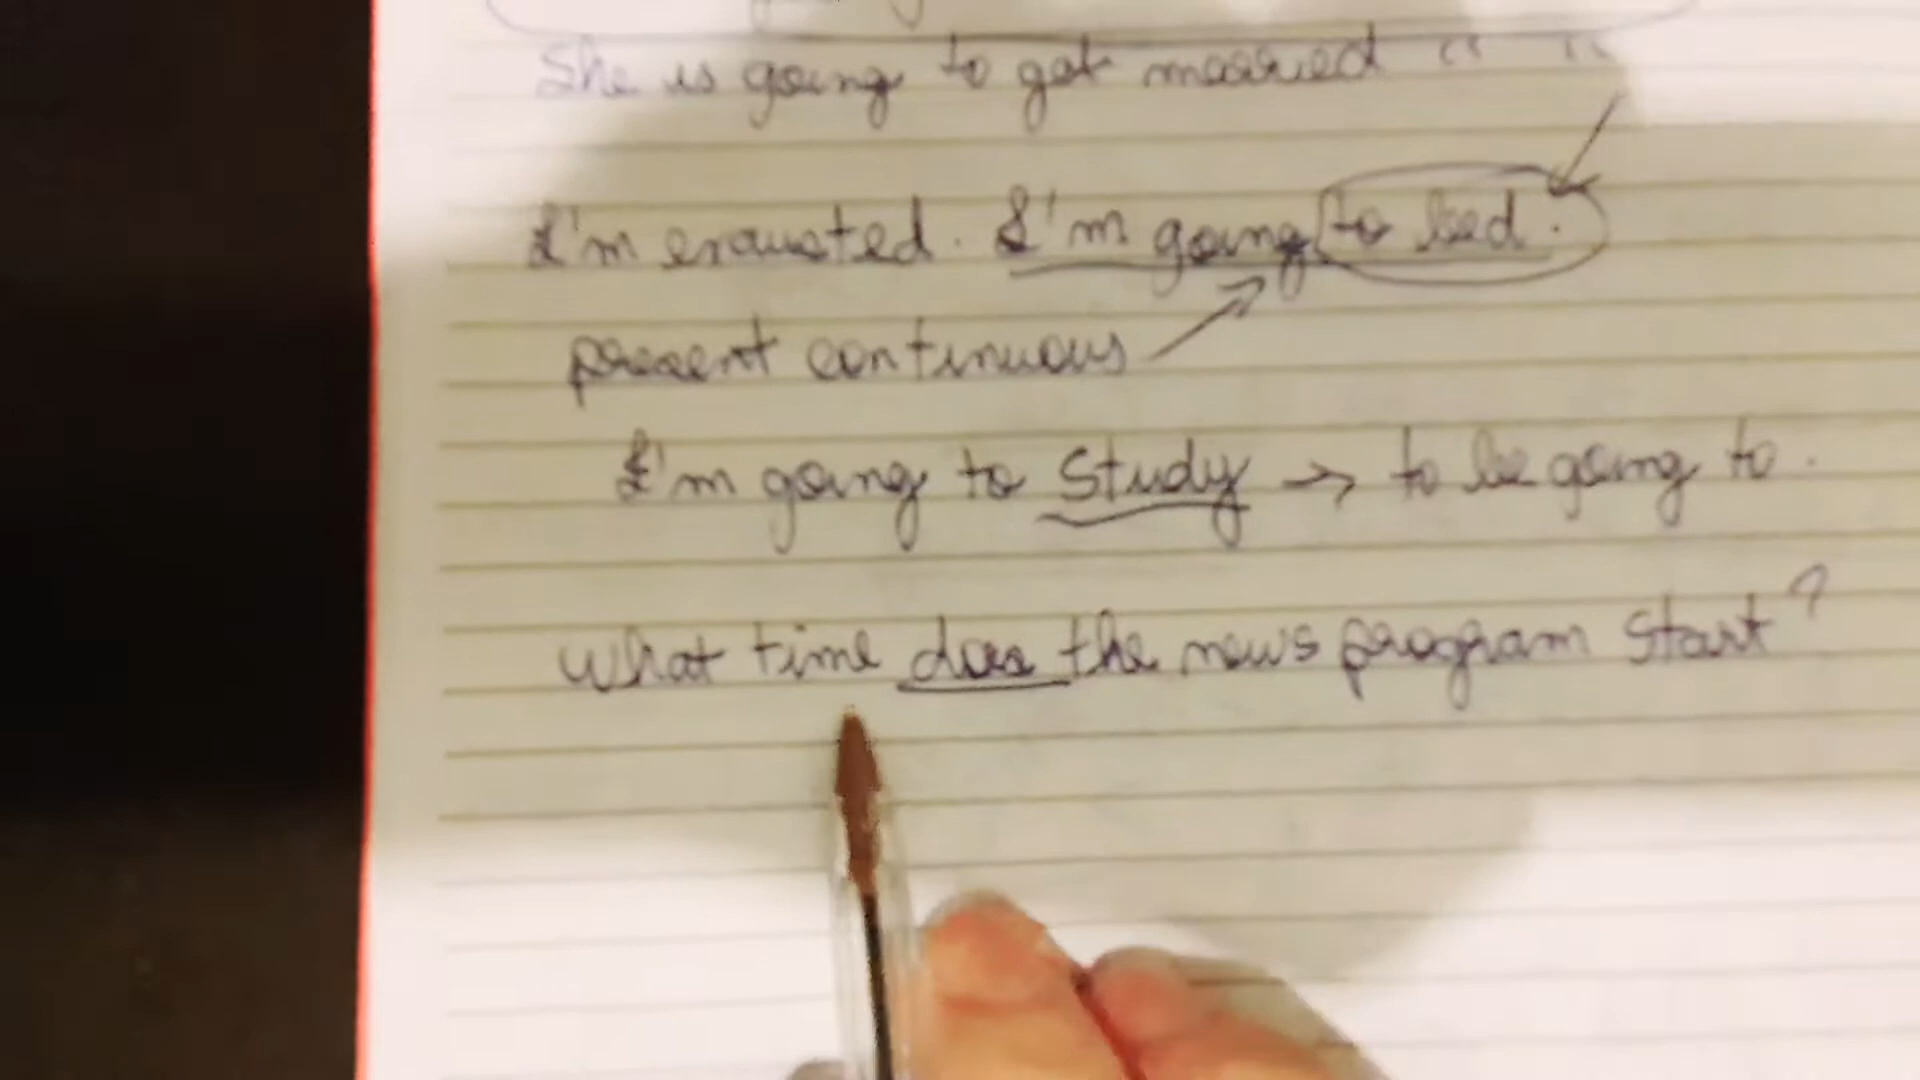 She is going to get married " "
I'm exausted. I'm going to bed.
present continuous
I'm going to study → to be going to.
What time does the news program start?